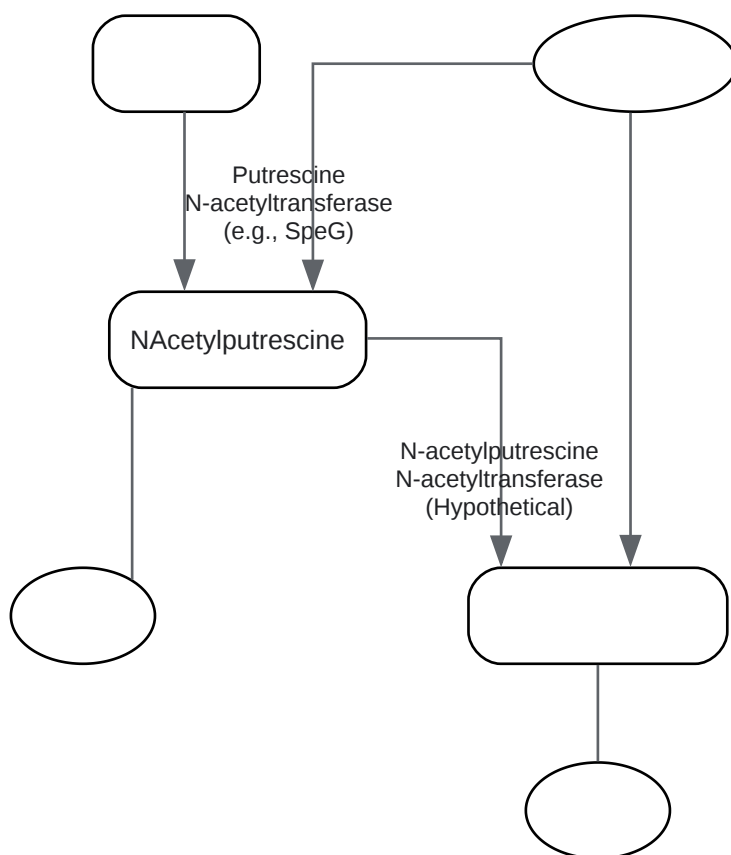 Putrescine
N-acetyltransferase
(e.g., SpeG)
NAcetylputrescine
N-acetylputrescine
N-acetyltransferase
(Hypothetical)